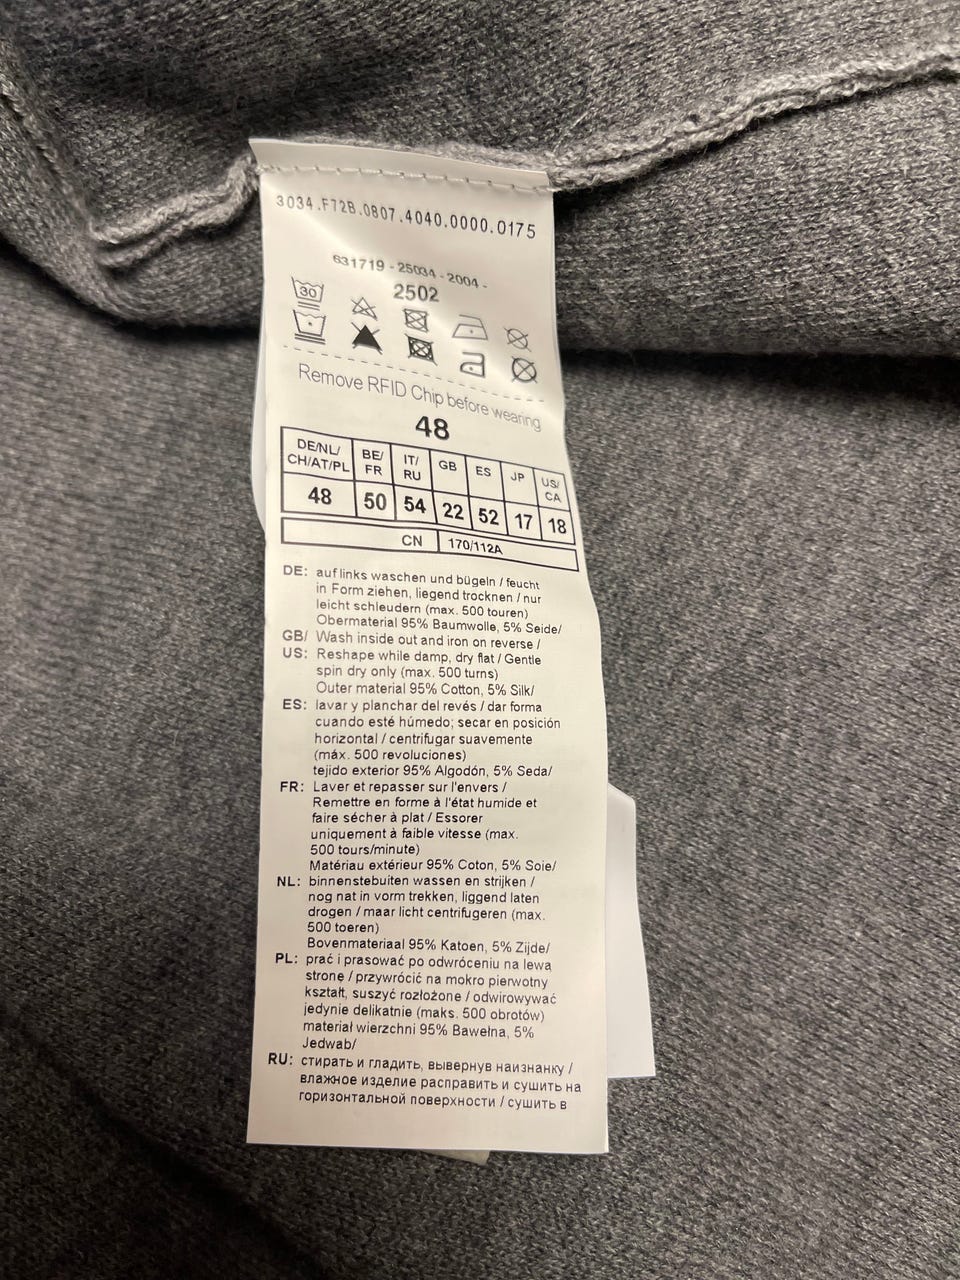 3034.F72B.0807.4040.0000.0175
631719 - 25034 - 2004 -
2502
30
Remove RFID Chip before wearing
48
DE/NL/ CH/AT/PL BE/ FR IT/ RU GB ES JP US/ CA
48 50 54 22 52 17 18
CN 170/112A
DE: auf links waschen und bügeln / feucht
in Form ziehen, liegend trocknen / nur
leicht schleudern (max. 500 touren)
Obermaterial 95% Baumwolle, 5% Seide/
GB/ Wash inside out and iron on reverse /
US: Reshape while damp, dry flat / Gentle
spin dry only (max. 500 turns)
Outer material 95% Cotton, 5% Silk/
ES: lavar y planchar del revés / dar forma
cuando esté húmedo; secar en posición
horizontal / centrifugar suavemente
(máx. 500 revoluciones)
tejido exterior 95% Algodón, 5% Seda/
FR: Laver et repasser sur l'envers /
Remettre en forme à l'état humide et
faire sécher à plat / Essorer
uniquement à faible vitesse (max.
500 tours/minute)
Matériau extérieur 95% Coton, 5% Soie/
NL: binnenstebuiten wassen en strijken /
nog nat in vorm trekken, liggend laten
drogen / maar licht centrifugeren (max.
500 toeren)
Bovenmateriaal 95% Katoen, 5% Zijde/
PL: prać i prasować po odwróceniu na lewą
stronę / przywrócić na mokro pierwotny
kształt, suszyć rozłożone / odwirowywać
jedynie delikatnie (maks. 500 obrotów)
materiał wierzchni 95% Bawełna, 5%
Jedwab/
RU: стирать и гладить, вывернув наизнанку /
влажное изделие расправить и сушить на
горизонтальной поверхности / сушить в